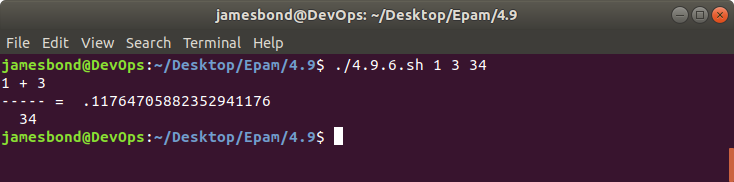 jamesbond@DevOps: ~/Desktop/Epam/4.9
File Edit View Search Terminal Help
jamesbond@DevOps:~/Desktop/Epam/4.9$ ./4.9.6.sh 1 3 34
1 + 3
----- =  .11764705882352941176
  34
jamesbond@DevOps:~/Desktop/Epam/4.9$